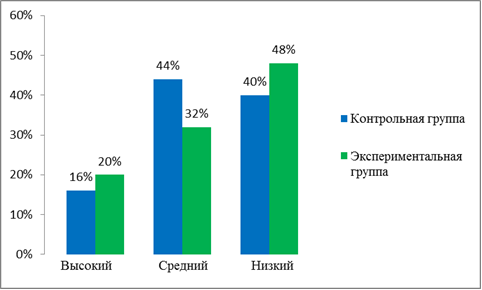 60%
50%
40%
30%
20%
10%
0%
16%
20%
44%
32%
40%
48%
Высокий
Средний
Низкий
Контрольная группа
Экспериментальная
группа